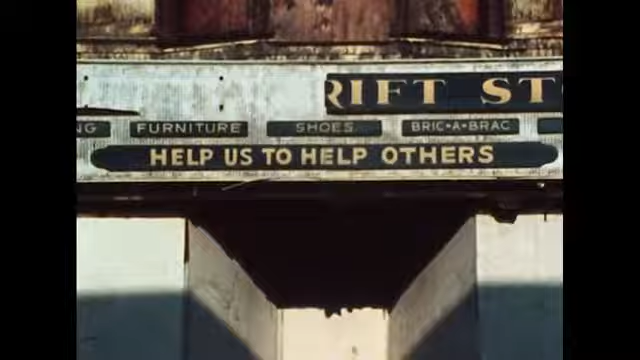 RIFT ST
NG FURNITURE SHOES BRIC-A-BRAC
HELP US TO HELP OTHERS